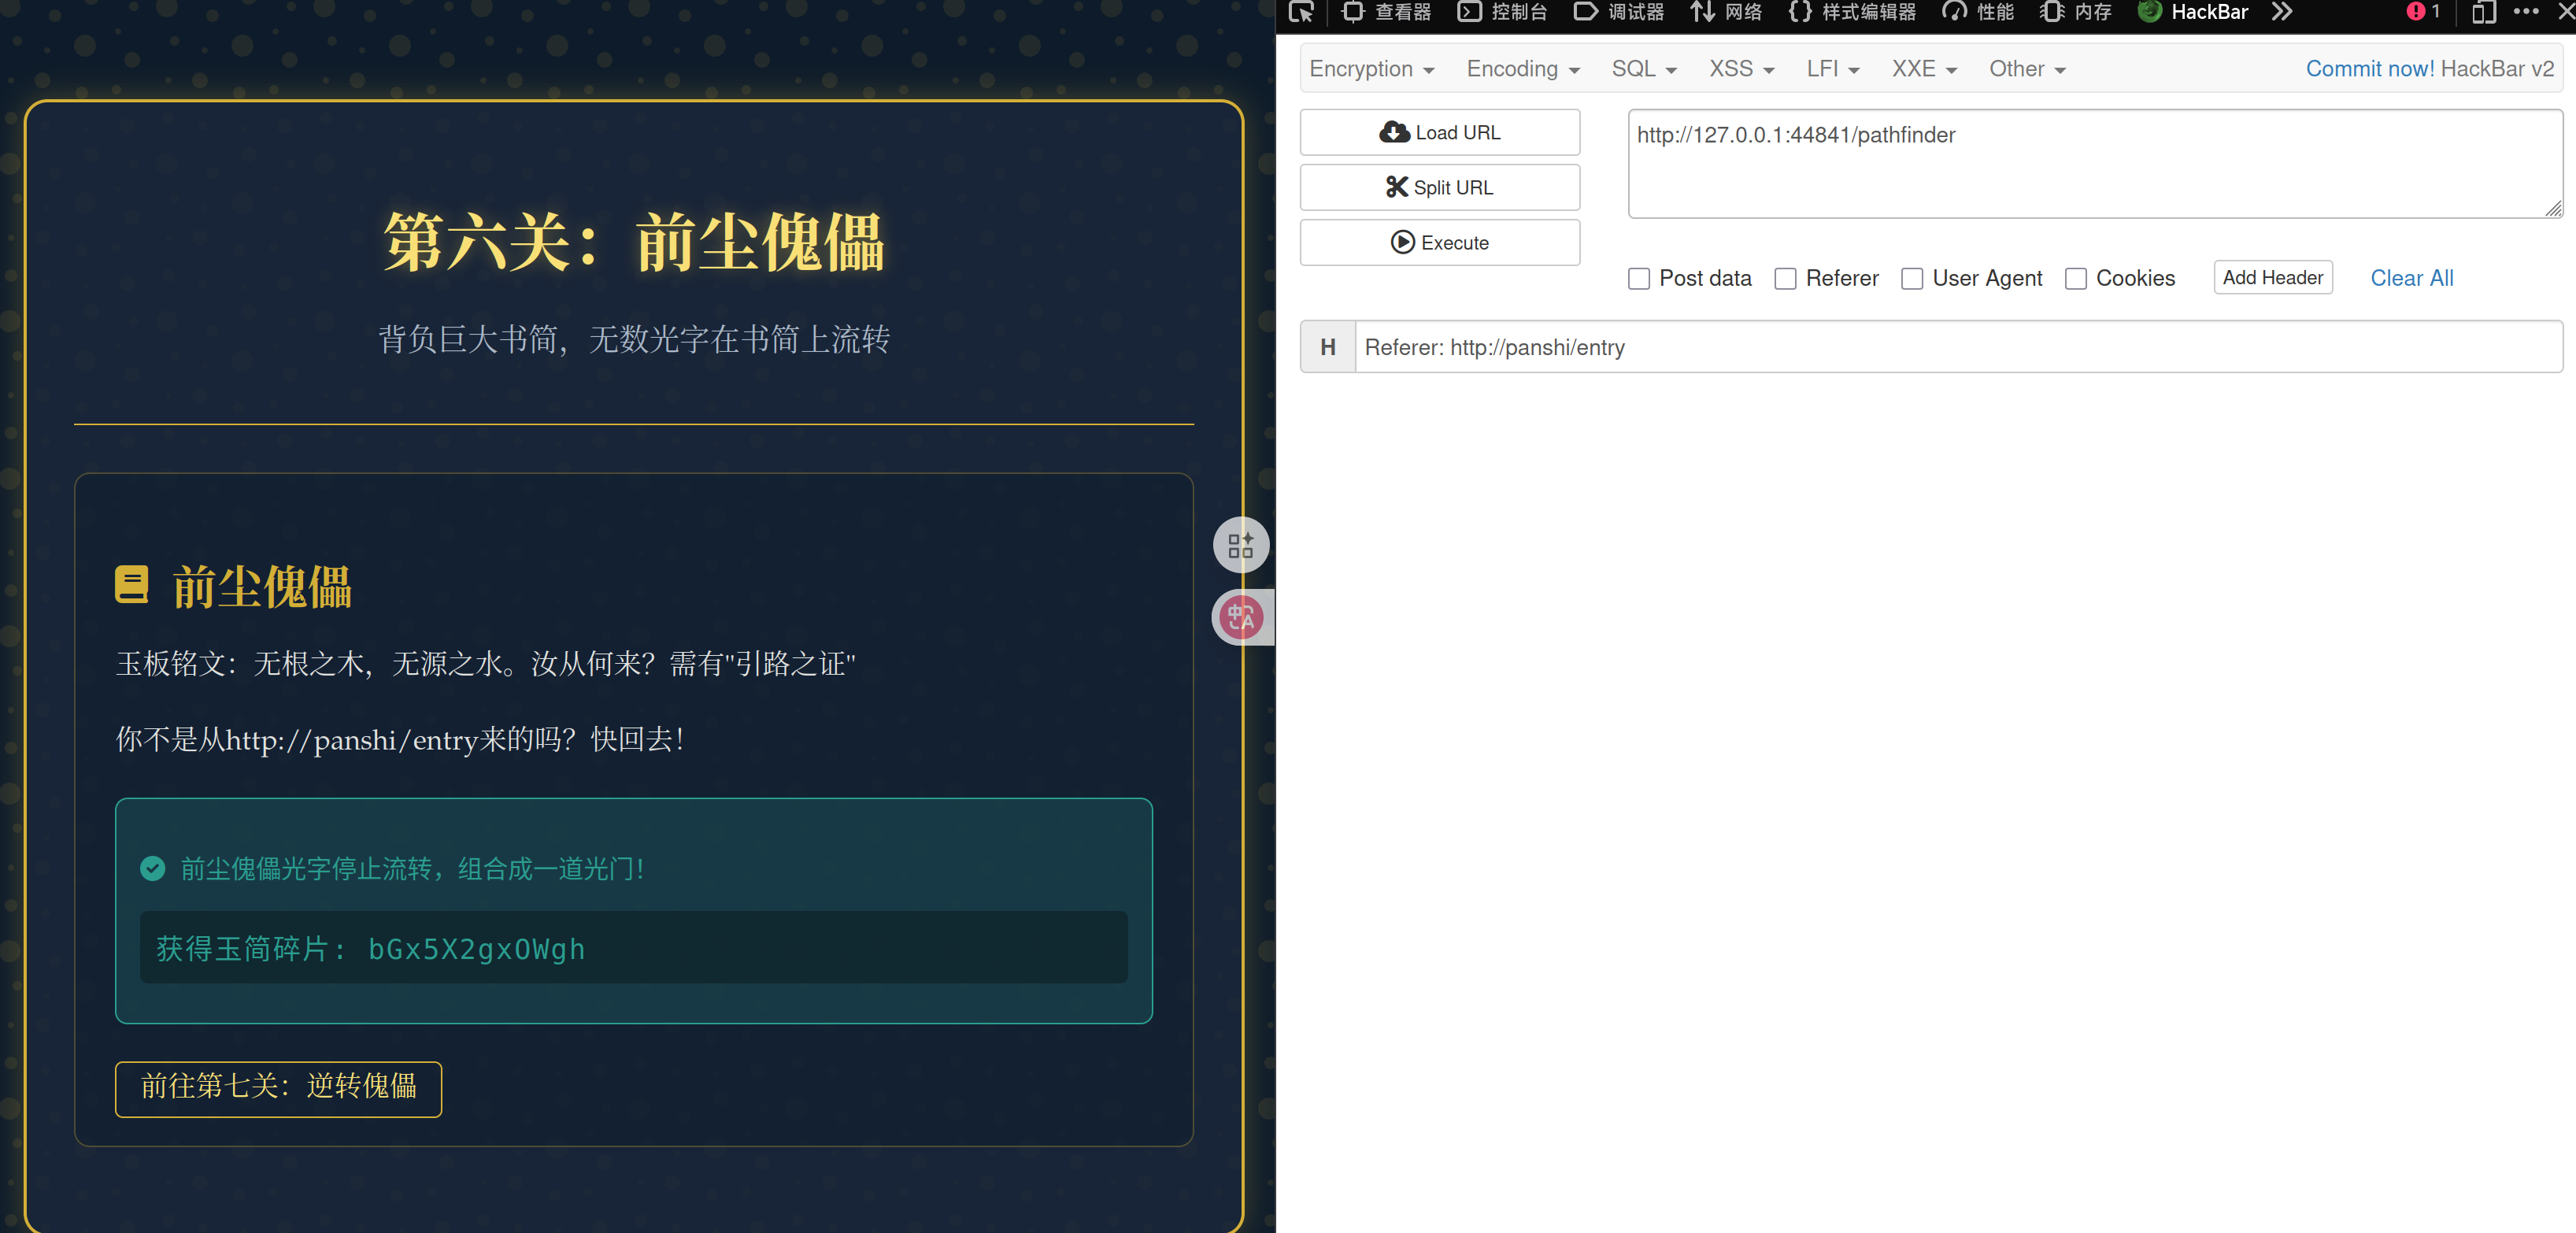 第六关：前尘傀儡
背负巨大书简，无数光字在书简上流转
前尘傀儡
玉板铭文：无根之木，无源之水。汝从何来？需有"引路之证"
你不是从http://panshi/entry来的吗？快回去！
前尘傀儡光字停止流转，组合成一道光门！
获得玉简碎片: bGx5X2gxOWgh
前往第七关：逆转傀儡
中A
查看器 控制台 调试器 网络 样式编辑器 性能 内存 HackBar 1
Encryption Encoding SQL XSS LFI XXE Other Commit now! HackBar v2
Load URL
Split URL
Execute
http://127.0.0.1:44841/pathfinder
Post data Referer User Agent Cookies Add Header Clear All
H Referer: http://panshi/entry